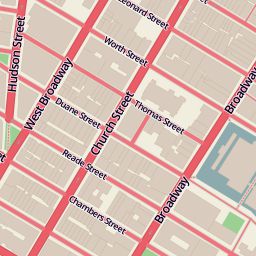 Leonard Street
Hudson Street
Worth Street
West Broadway
Broadway
Duane Street
Church Street
Thomas Street
Reade Street
Broadway
Chambers Street